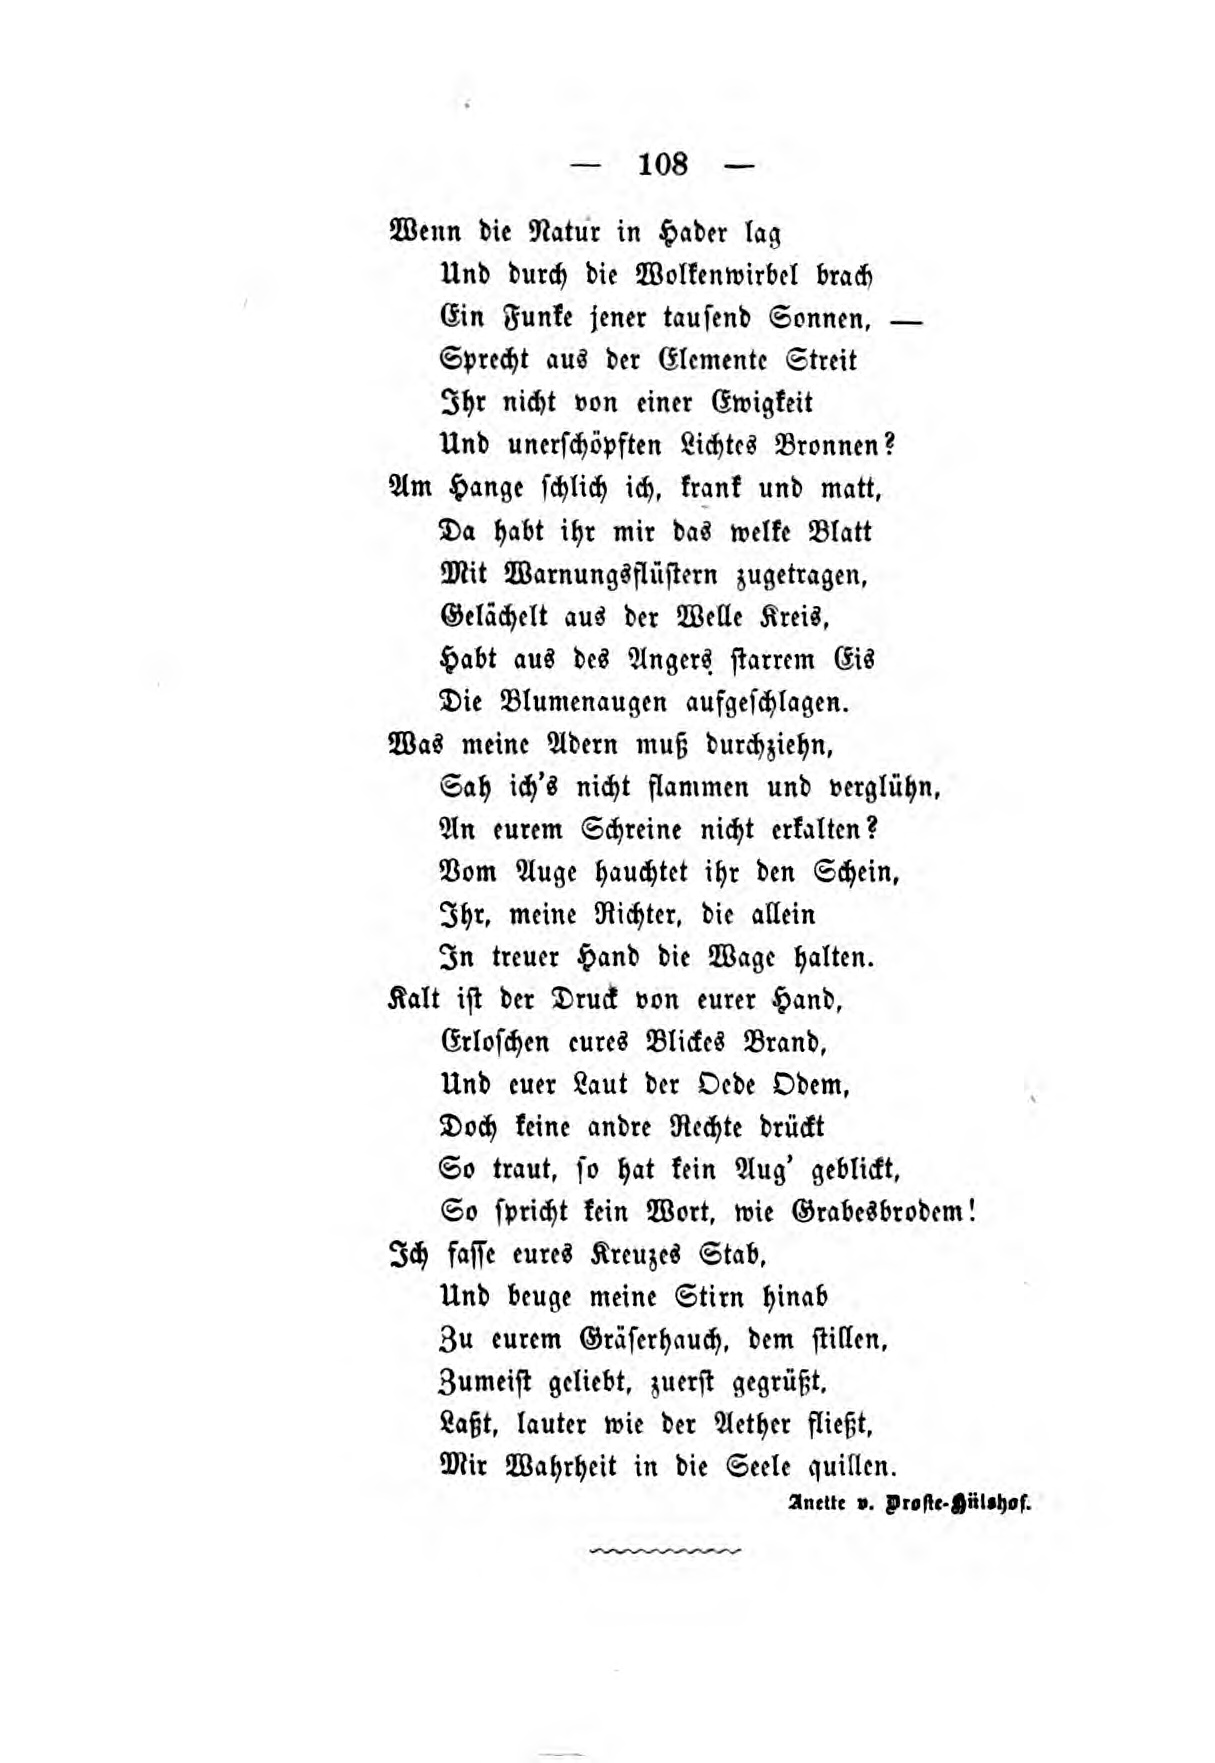 — 108 —
Wenn die Natur in Hader lag
Und durch die Wolkenwirbel brach
Ein Funke jener tausend Sonnen, —
Sprecht aus der Elemente Streit
Ihr nicht von einer Ewigkeit
Und unerschöpften Lichtes Bronnen?
Am Hange schlich ich, krank und matt,
Da habt ihr mir das welke Blatt
Mit Warnungsflüstern zugetragen,
Gelächelt aus der Welle Kreis,
Habt aus des Angers starrem Eis
Die Blumenaugen aufgeschlagen.
Was meine Adern muß durchziehn,
Sah ich's nicht flammen und verglühn,
An eurem Schreine nicht erkalten?
Vom Auge hauchtet ihr den Schein,
Ihr, meine Richter, die allein
In treuer Hand die Wage halten.
Kalt ist der Druck von eurer Hand,
Erloschen eures Blickes Brand,
Und euer Laut der Oede Odem,
Doch keine andre Rechte drückt
So traut, so hat kein Aug' geblickt,
So spricht kein Wort, wie Grabesbrodem!
Ich fasse eures Kreuzes Stab,
Und beuge meine Stirn hinab
Zu eurem Gräserhauch, dem stillen,
Zumeist geliebt, zuerst gegrüßt,
Laßt, lauter wie der Aether fließt,
Mir Wahrheit in die Seele quillen.
Anette v. Droste-Hülshof.